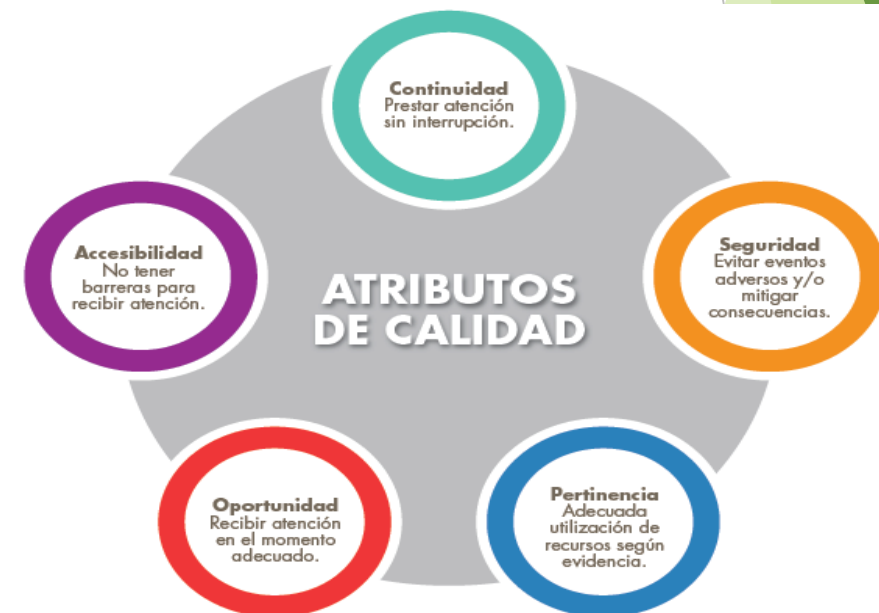 Continuidad
Prestar atención
sin interrupción.
Accesibilidad
No tener
barreras para
recibir atención.
Seguridad
Evitar eventos
adversos y/o
mitigar
consecuencias.
ATRIBUTOS
DE CALIDAD
Oportunidad
Recibir atención
en el momento
adecuado.
Pertinencia
Adecuada
utilización de
recursos según
evidencia.